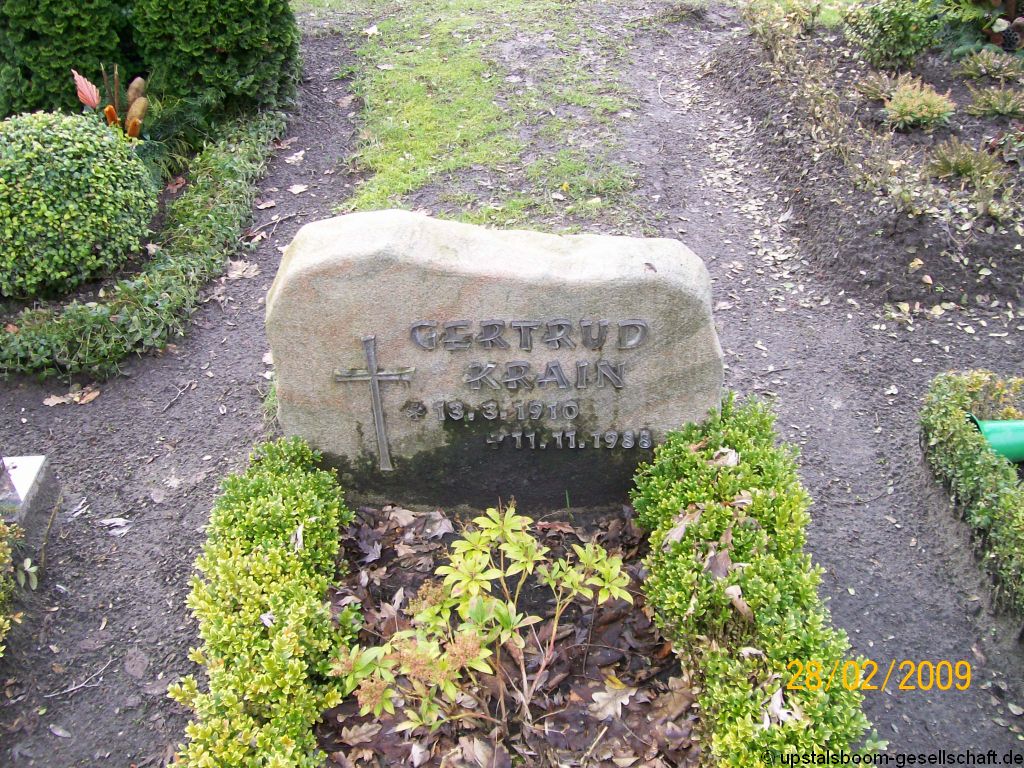 GERTRUD
KRAIN
* 13.3.1910
+ 11.11.1988
28/02/2009
© upstalsboom-gesellschaft.de